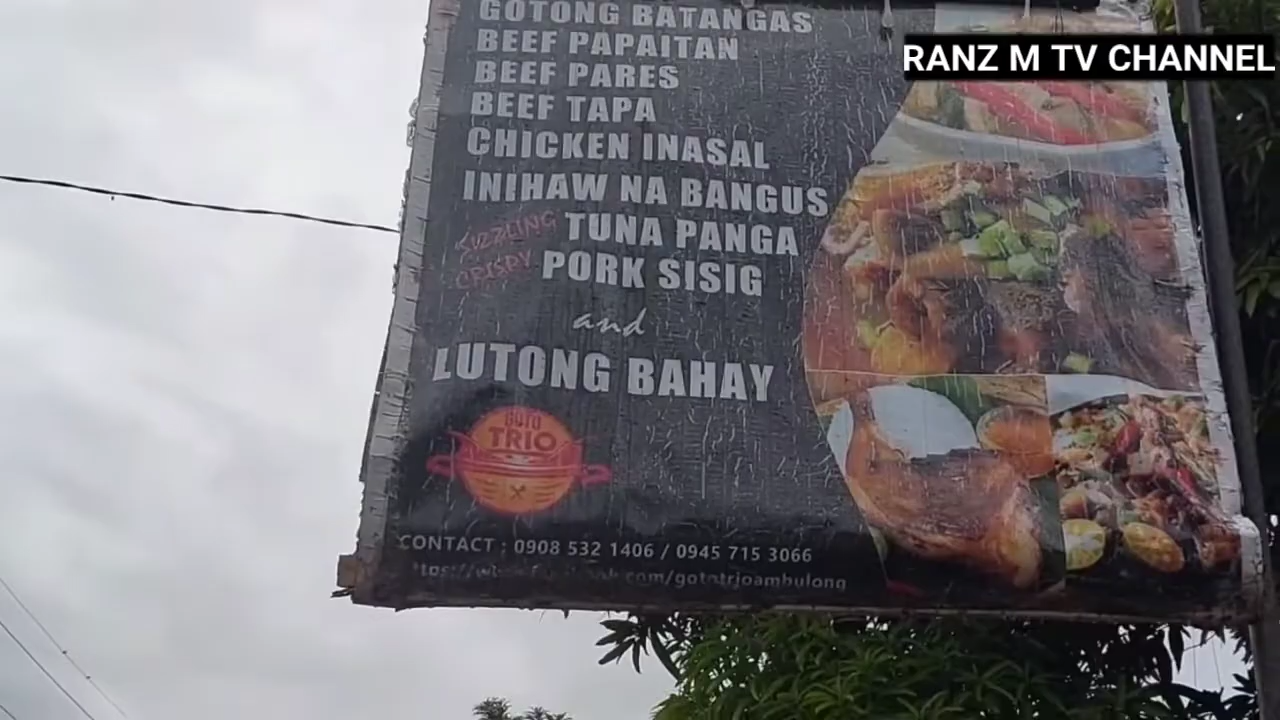 GOTONG BATANGAS
RANZ M TV CHANNEL
BEEF PAPAITAN
BEEF PARES
BEEF TAPA
CHICKEN INASAL
INIHAW NA BANGUS
SIZZLING TUNA PANGA
CRISPY PORK SISIG
and
LUTONG BAHAY
GOTO
TRIO
CONTACT : 0908 532 1406 / 0945 715 3066